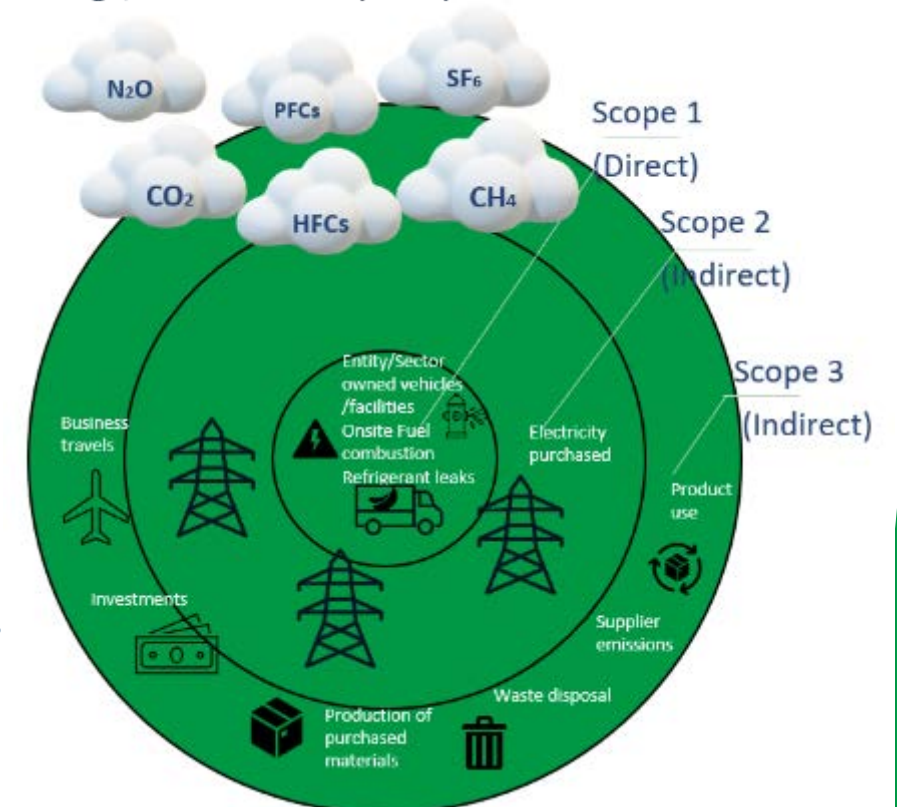 N₂O
PFCs
SF₆
CO₂
HFCs
CH₄
Scope 1
(Direct)
Scope 2
(Indirect)
Scope 3
(Indirect)
Entity/Sector
owned vehicles
/facilities
Onsite Fuel
combustion
Refrigerant leaks
Electricity
purchased
Business
travels
Product
use
Investments
Supplier
emissions
Waste disposal
Production of
purchased
materials